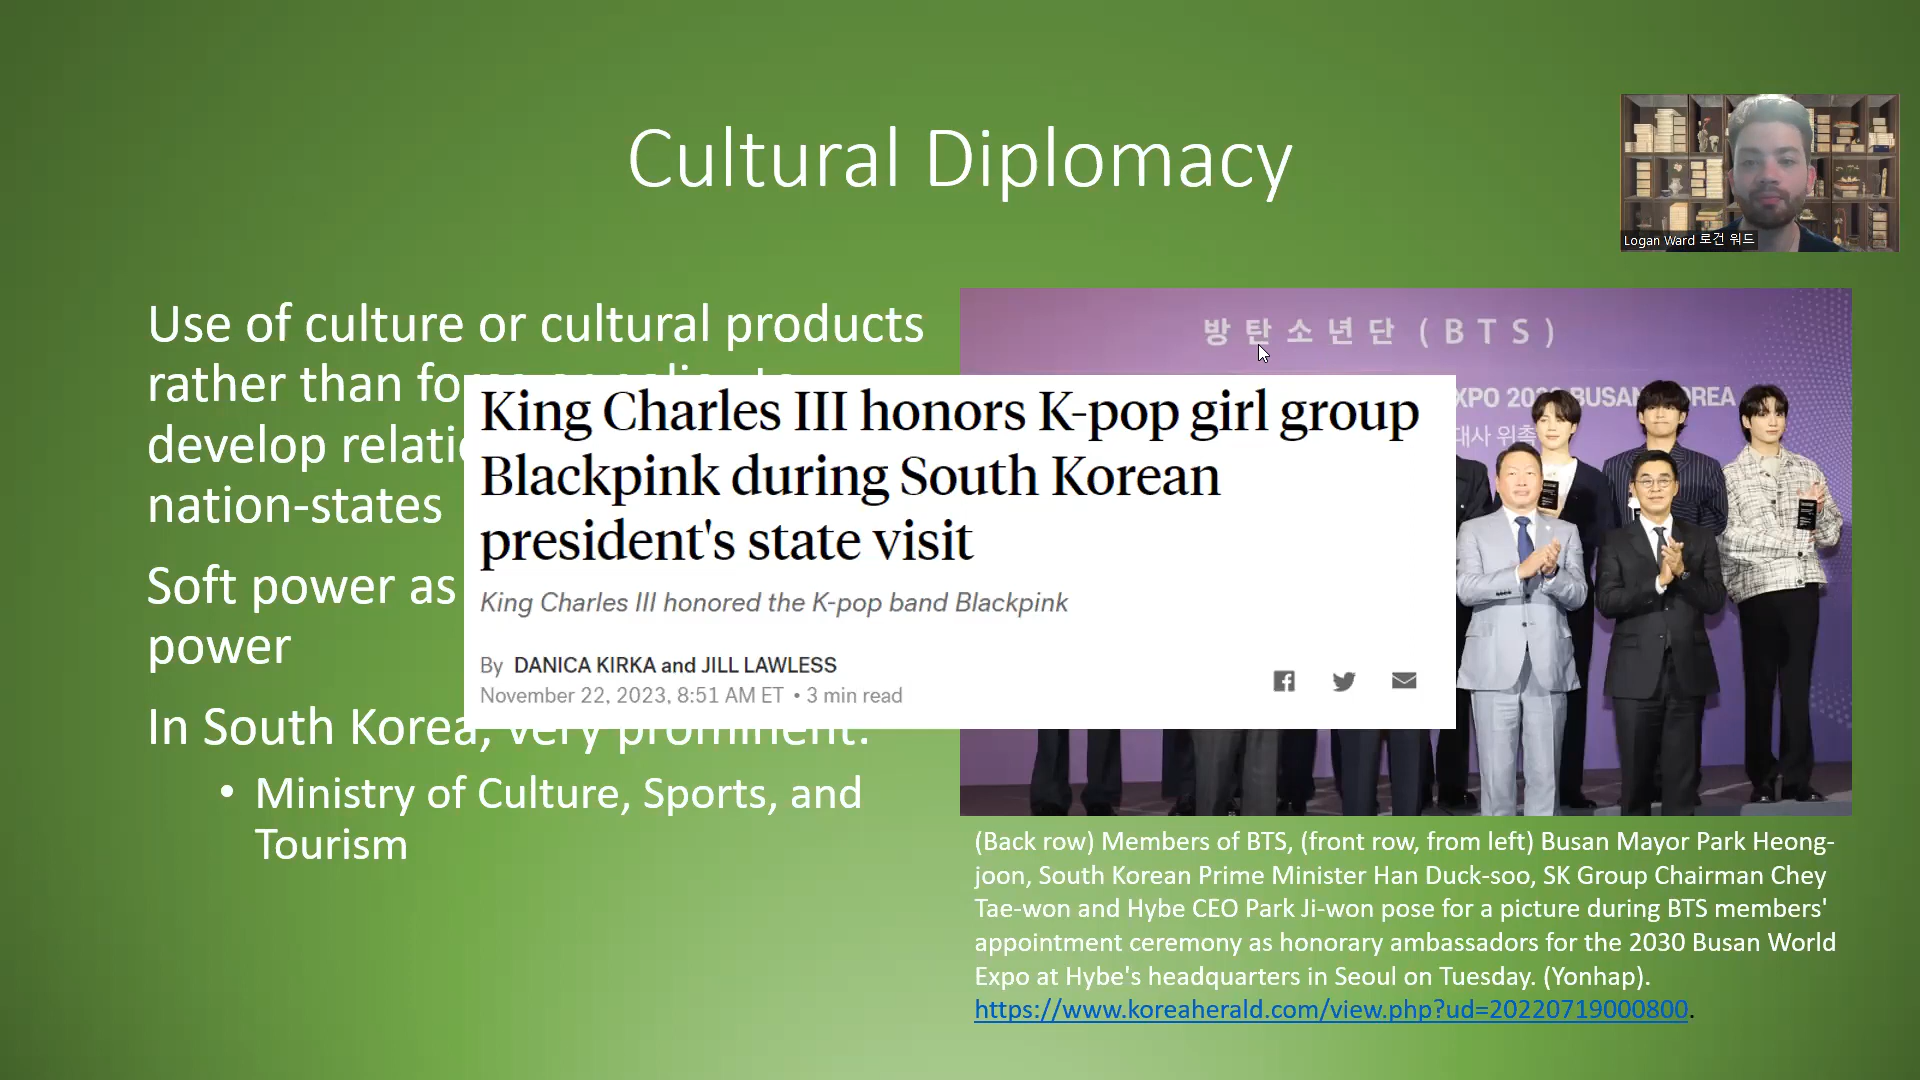 Cultural Diplomacy
Logan Ward 로건 워드
Use of culture or cultural products
rather than
develop
nation-states
Soft power as
power
In South Korea, very prominent:
• Ministry of Culture, Sports, and
Tourism
King Charles III honors K-pop girl group
Blackpink during South Korean
president's state visit
King Charles III honored the K-pop band Blackpink
By DANICA KIRKA and JILL LAWLESS
November 22, 2023, 8:51 AM ET • 3 min read
방탄소년단 (BTS)
BUSAN
대사 위촉
(Back row) Members of BTS, (front row, from left) Busan Mayor Park Heong-
joon, South Korean Prime Minister Han Duck-soo, SK Group Chairman Chey
Tae-won and Hybe CEO Park Ji-won pose for a picture during BTS members'
appointment ceremony as honorary ambassadors for the 2030 Busan World
Expo at Hybe's headquarters in Seoul on Tuesday. (Yonhap).
https://www.koreaherald.com/view.php?ud=20220719000800.